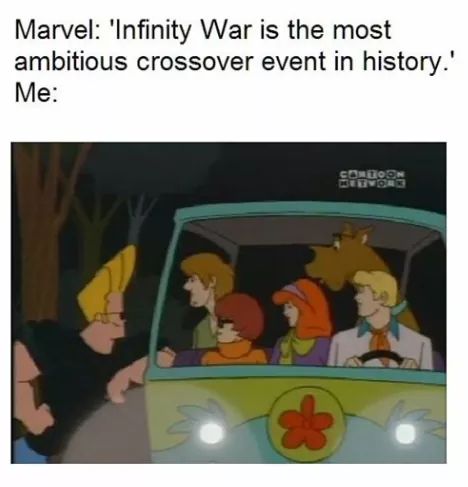 Marvel: 'Infinity War is the most
ambitious crossover event in history.'
Me:
CARTOON
NETWORK